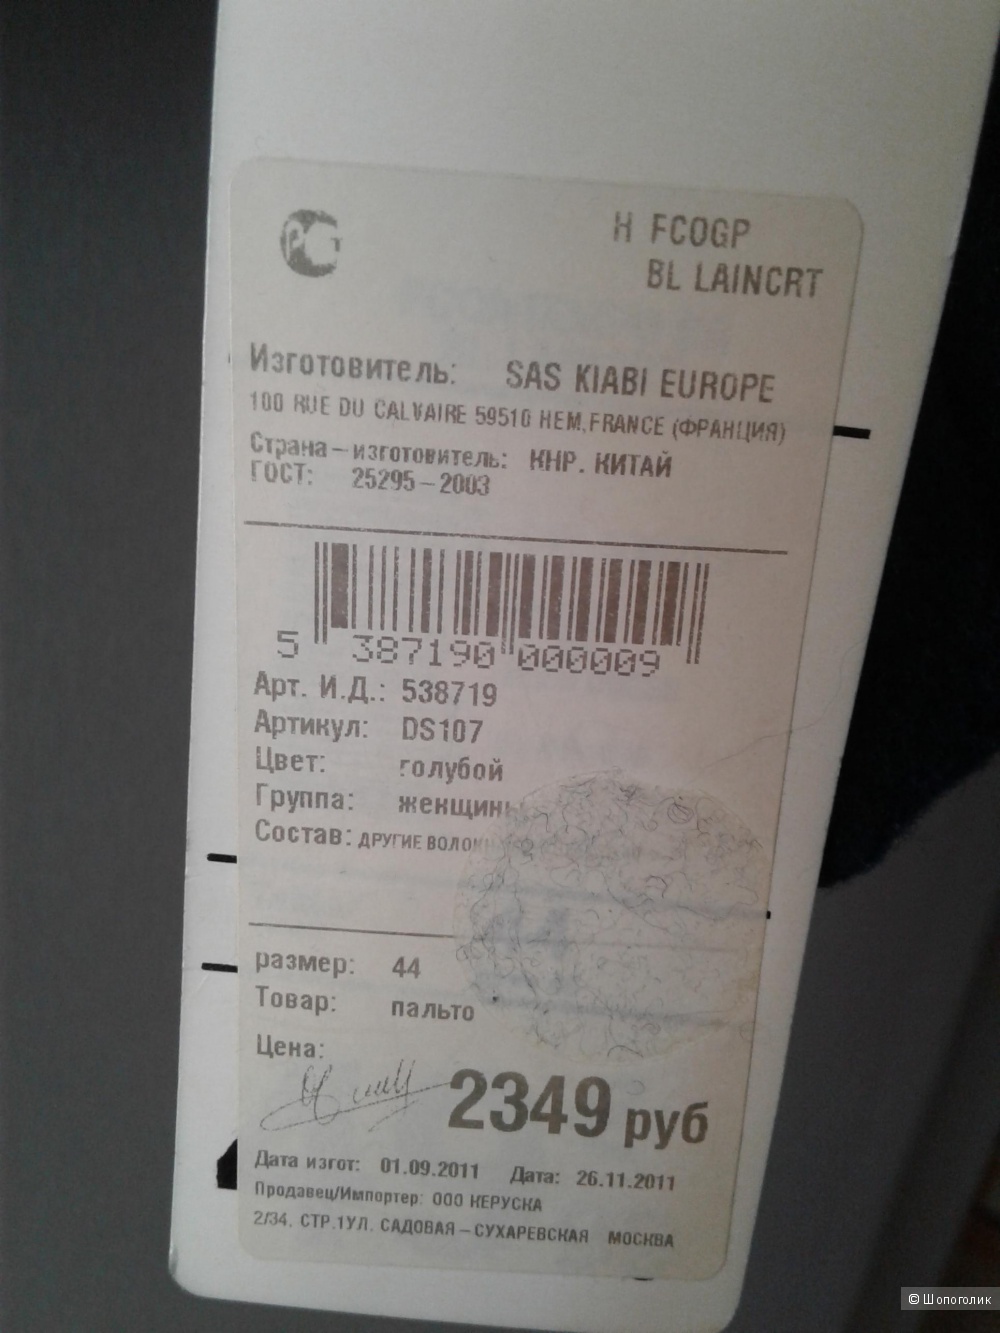 Н FCOGP
BL LAINCRT
Изготовитель: SAS KIABI EUROPE
100 RUE DU CALVAIRE 59510 HEM,FRANCE (ФРАНЦИЯ)
Страна-изготовитель: КНР. КИТАЙ
ГОСТ: 25295-2003
5 387190 000009
Арт. И.Д.: 538719
Артикул: DS107
Цвет: голубой
Группа: женщины
Состав: ДРУГИЕ
размер: 44
Товар: пальто
Цена:
2349 руб
Дата изгот: 01.09.2011 Дата: 26.11.2011
Продавец/Импортер: ООО КЕРУСКА
2/34, СТР.1УЛ. САДОВАЯ-СУХАРЕВСКАЯ МОСКВА
© Шопоголик